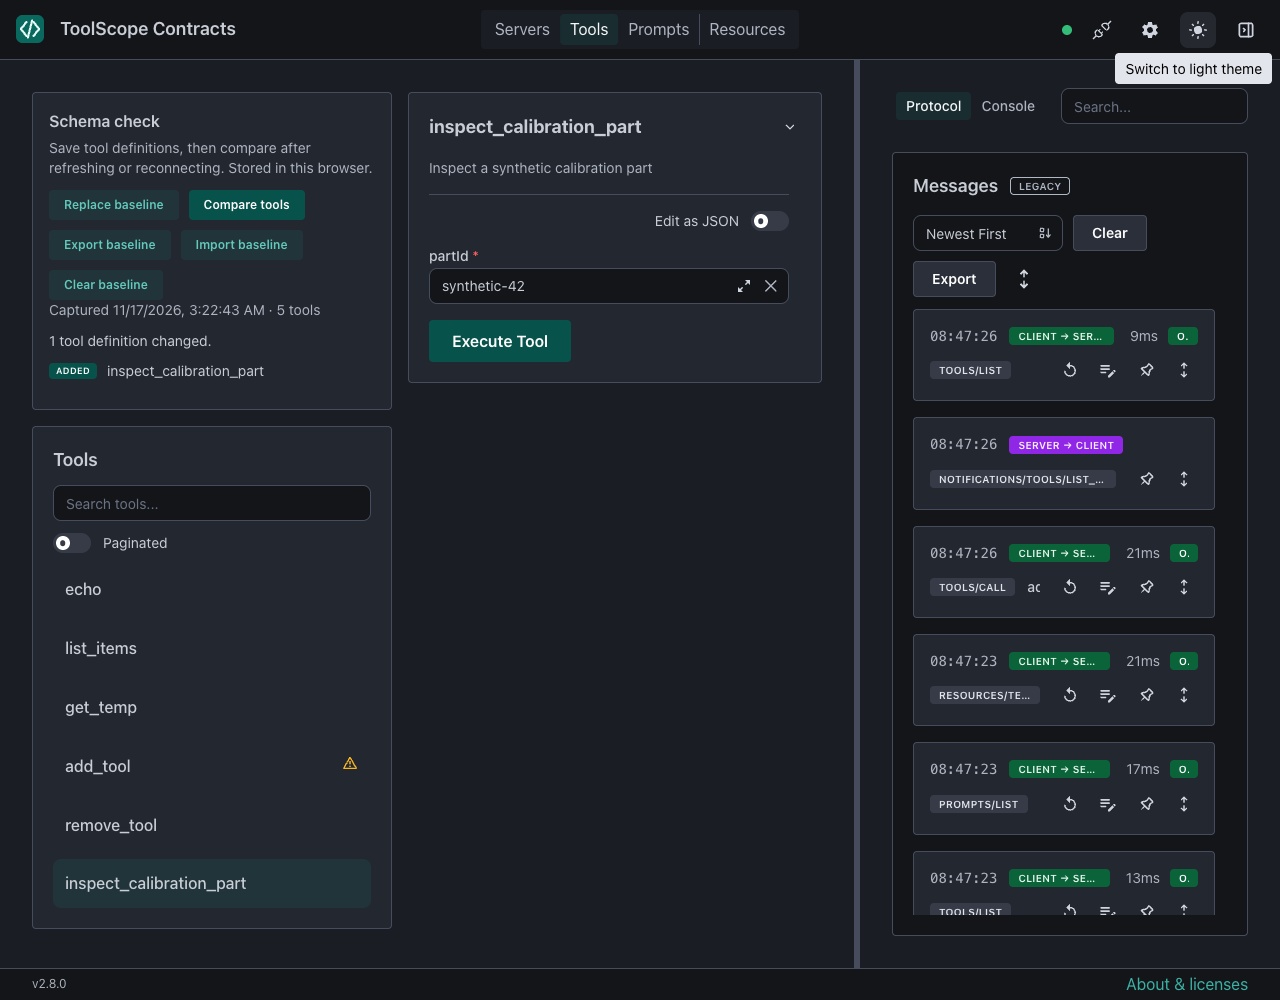 ToolScope Contracts
Servers Tools Prompts Resources
Switch to light theme
Schema check
Save tool definitions, then compare after
refreshing or reconnecting. Stored in this browser.
Replace baseline Compare tools
Export baseline Import baseline
Clear baseline
Captured 11/17/2026, 3:22:43 AM · 5 tools
1 tool definition changed.
ADDED inspect_calibration_part
Tools
Search tools...
Paginated
echo
list_items
get_temp
add_tool
remove_tool
inspect_calibration_part
inspect_calibration_part
Inspect a synthetic calibration part
Edit as JSON
partId *
synthetic-42
Execute Tool
Protocol Console Search...
Messages LEGACY
Newest First Clear
Export
08:47:26 CLIENT → SER... 9ms O.
TOOLS/LIST
08:47:26 SERVER → CLIENT
NOTIFICATIONS/TOOLS/LIST_...
08:47:26 CLIENT → SE... 21ms O.
TOOLS/CALL ac
08:47:23 CLIENT → SE... 21ms O.
RESOURCES/TE...
08:47:23 CLIENT → SE... 17ms O.
PROMPTS/LIST
08:47:23 CLIENT → SE... 13ms O.
TOOLS/LIST
v2.8.0
About & licenses